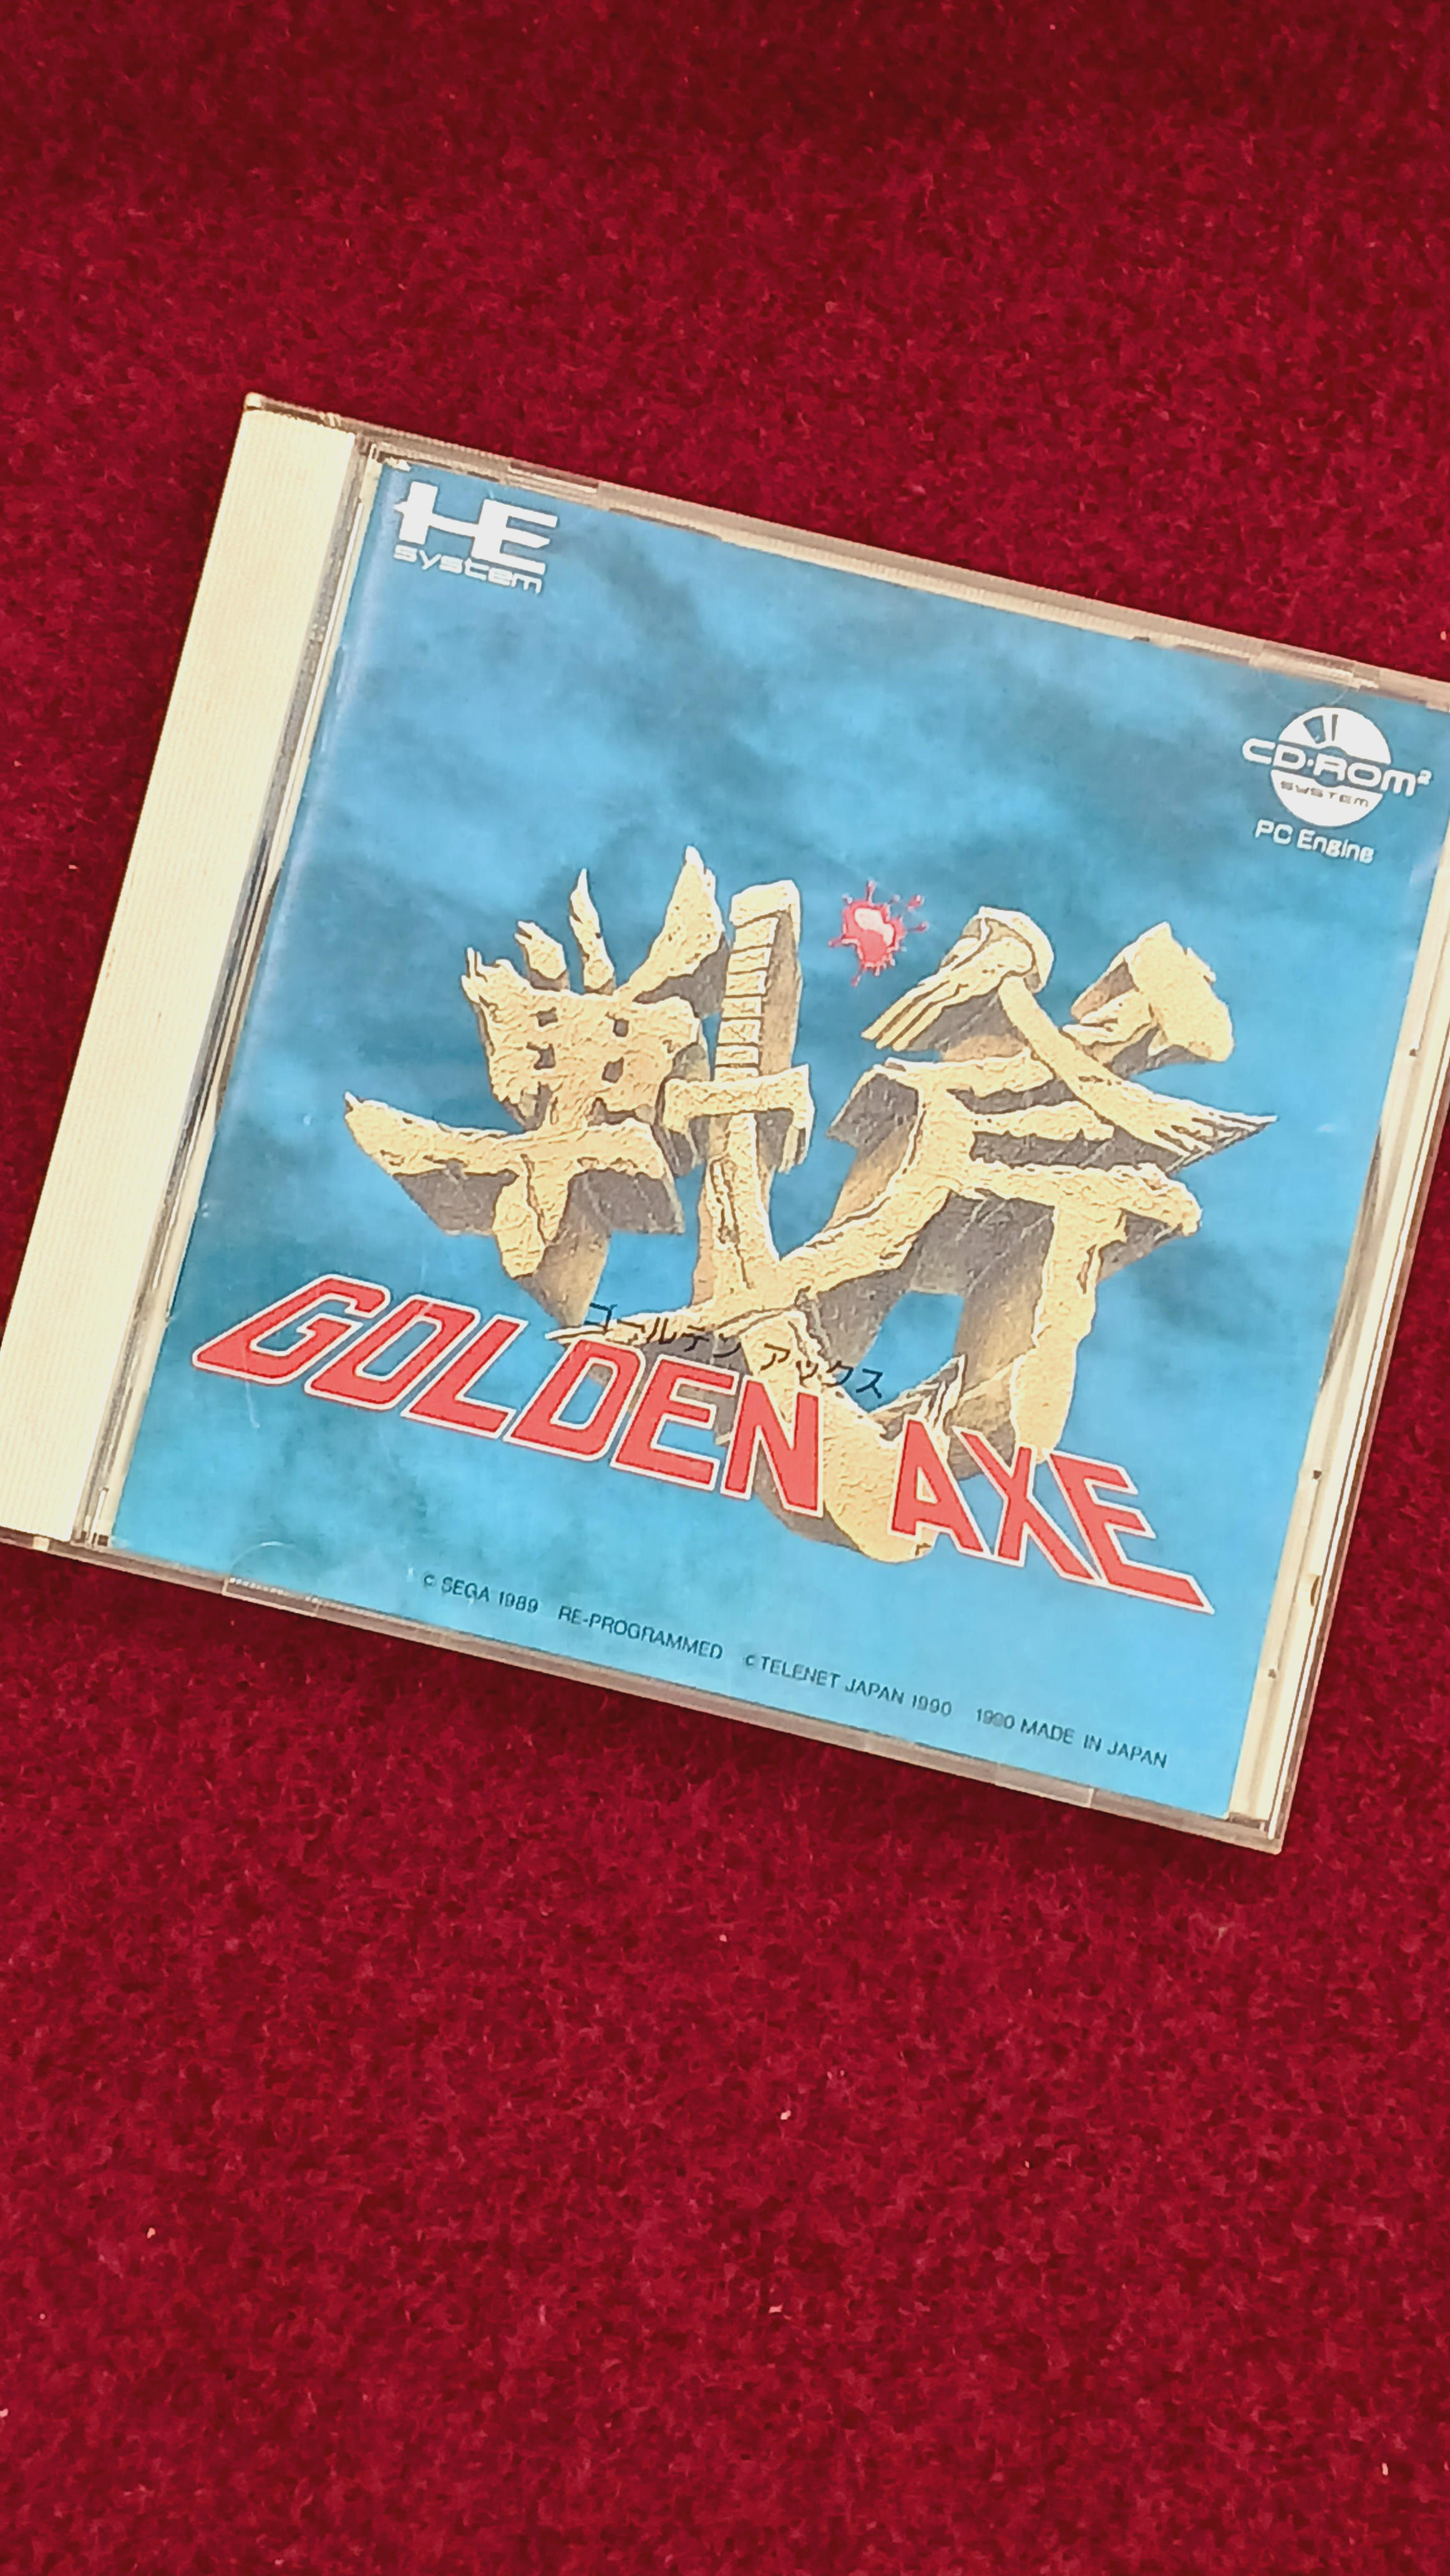 HE
system
CD-ROM²
SYSTEM
PC Engine
戦斧
ゴールデン アックス
GOLDEN AXE
c SEGA 1989 RE-PROGRAMMED c TELENET JAPAN 1990 1990 MADE IN JAPAN